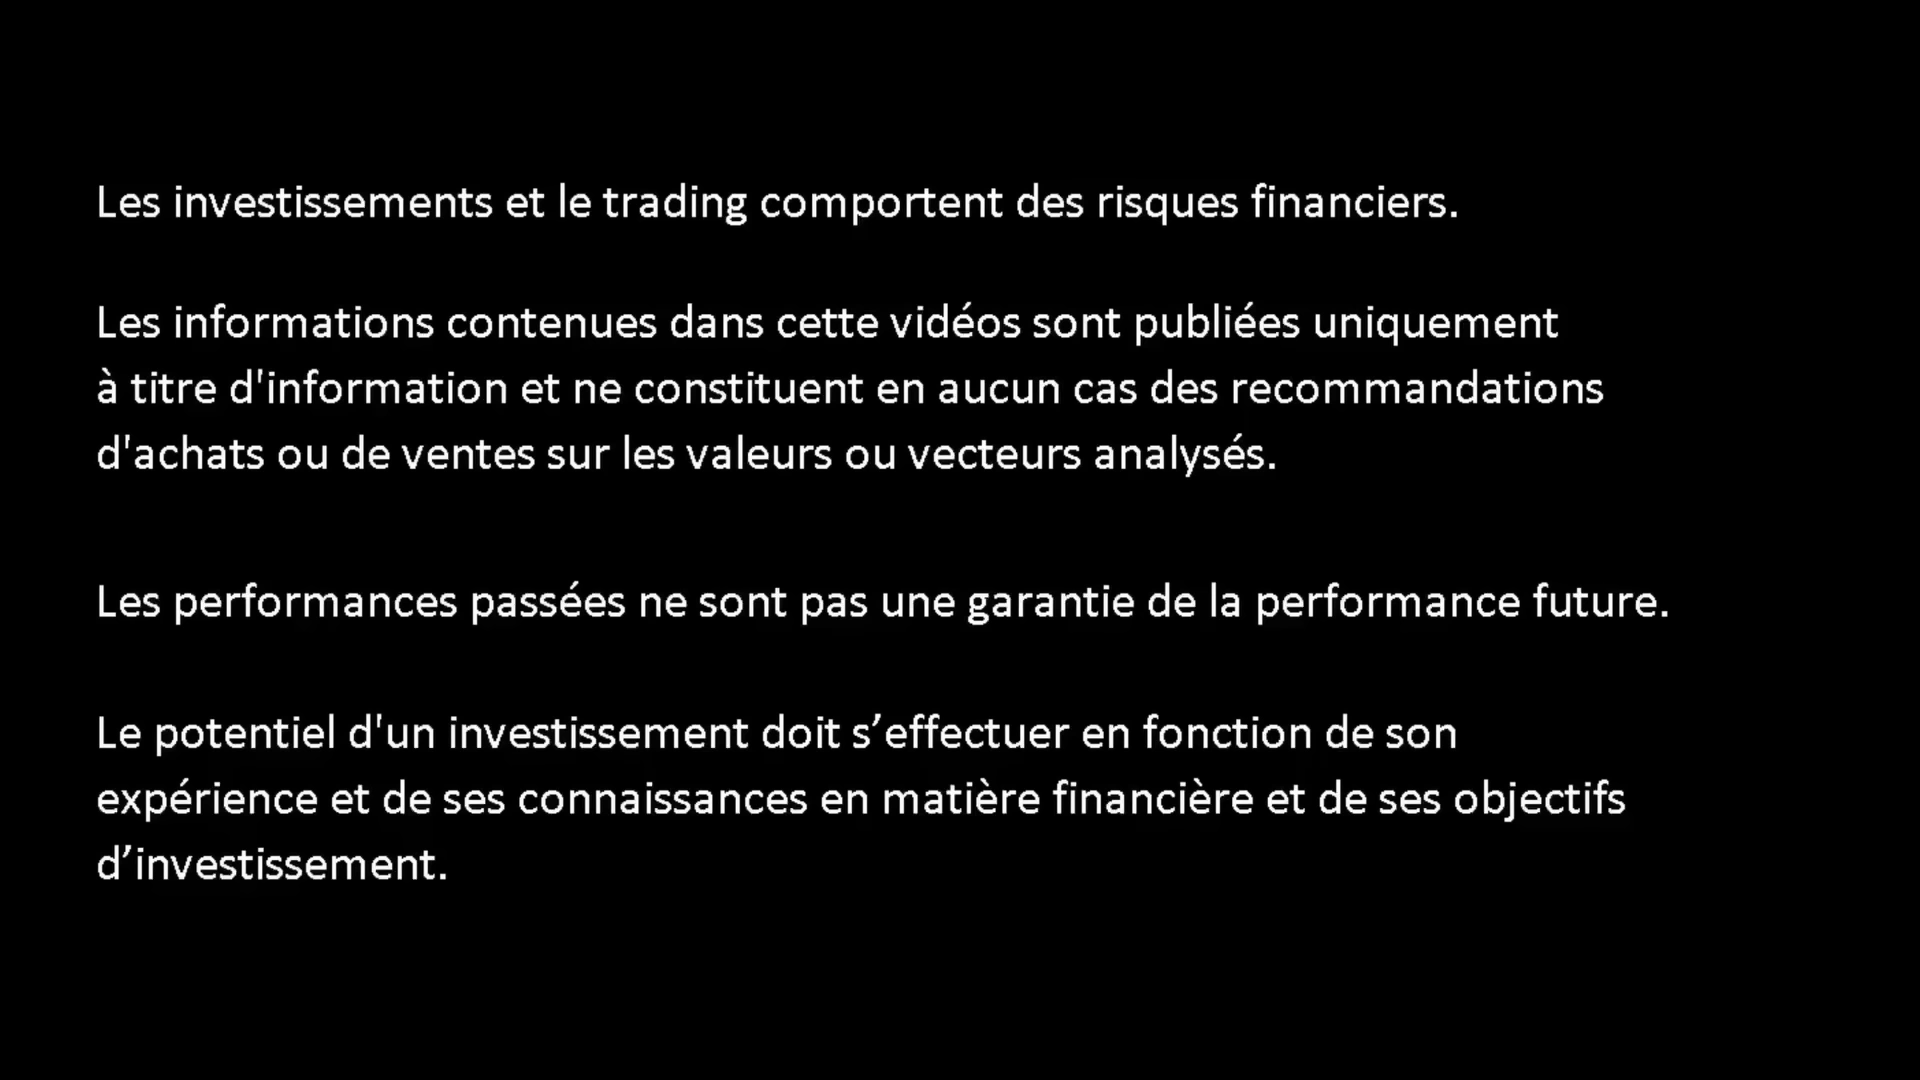 Les investissements et le trading comportent des risques financiers.
Les informations contenues dans cette vidéos sont publiées uniquement
à titre d'information et ne constituent en aucun cas des recommandations
d'achats ou de ventes sur les valeurs ou vecteurs analysés.
Les performances passées ne sont pas une garantie de la performance future.
Le potentiel d'un investissement doit s’effectuer en fonction de son
expérience et de ses connaissances en matière financière et de ses objectifs
d’investissement.